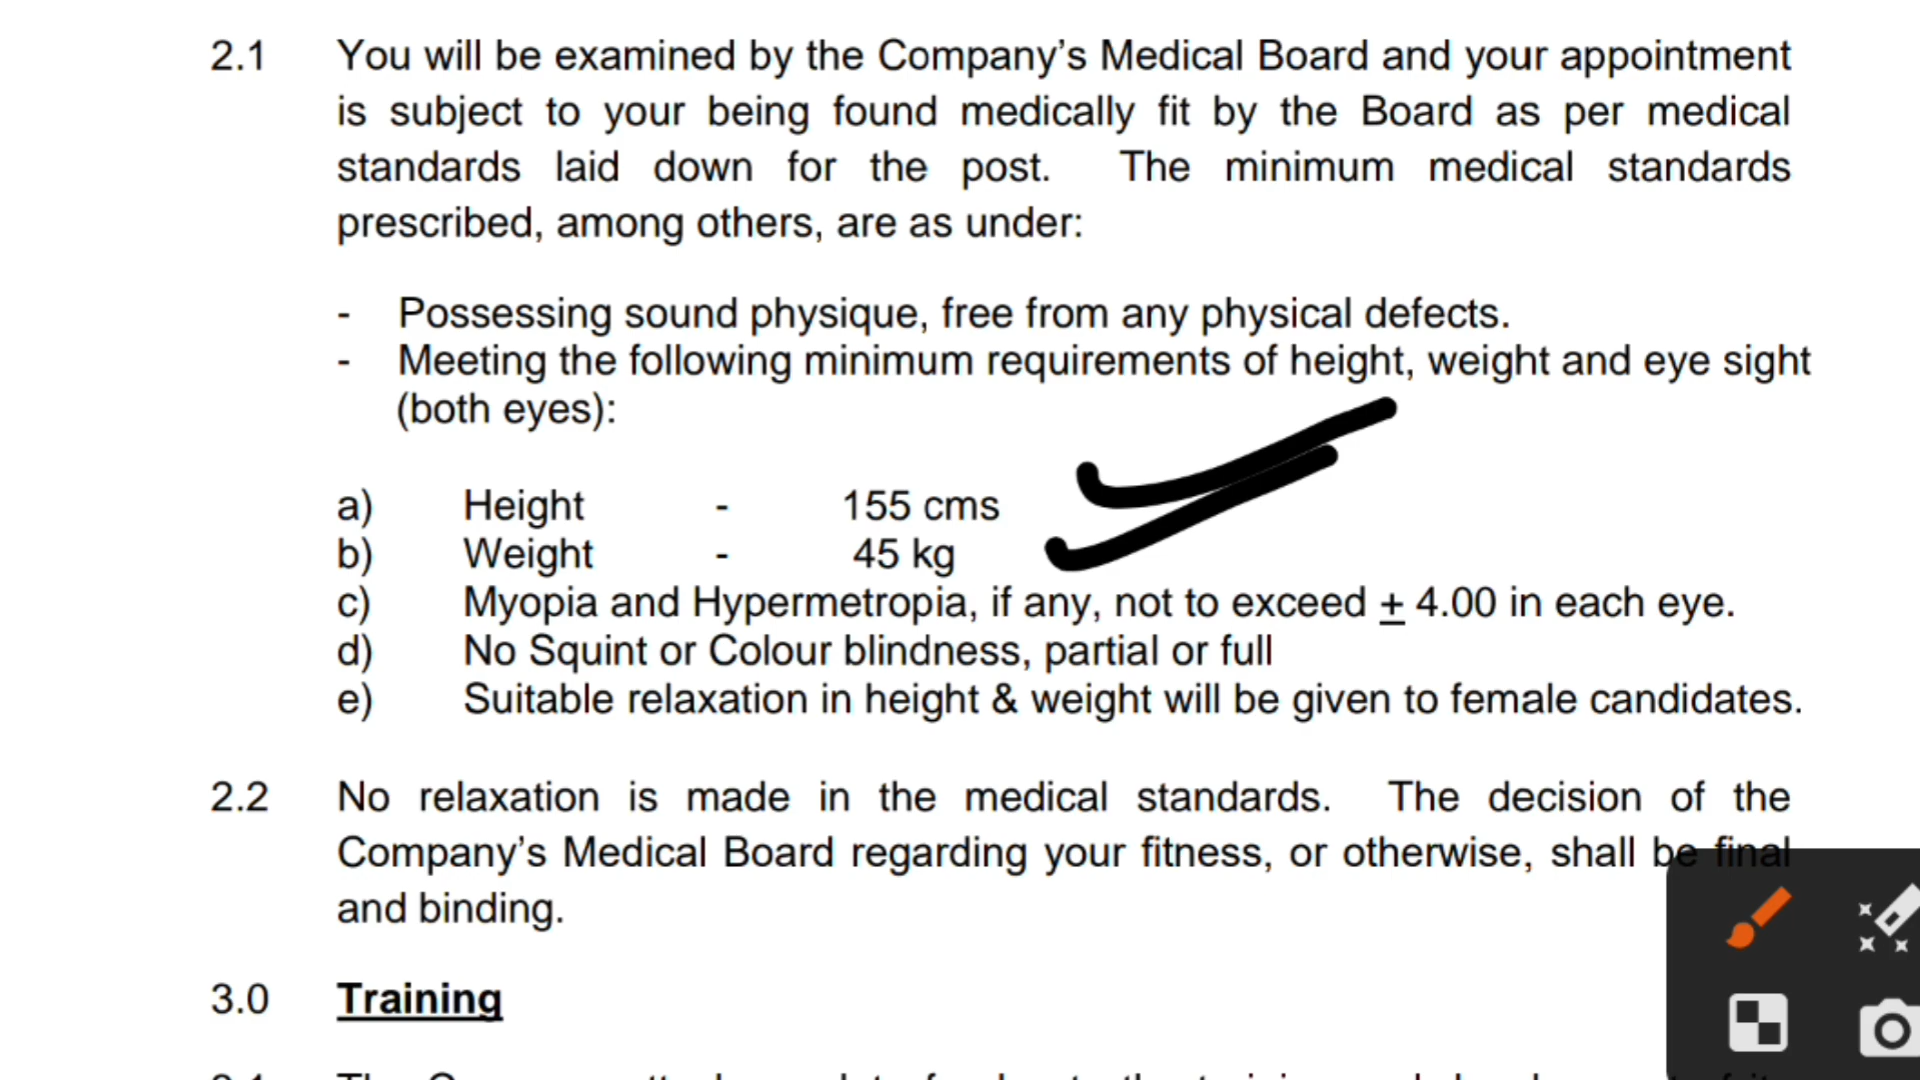 2.1 You will be examined by the Company’s Medical Board and your appointment
is subject to your being found medically fit by the Board as per medical
standards laid down for the post. The minimum medical standards
prescribed, among others, are as under:
- Possessing sound physique, free from any physical defects.
- Meeting the following minimum requirements of height, weight and eye sight
(both eyes):
a) Height - 155 cms
b) Weight - 45 kg
c) Myopia and Hypermetropia, if any, not to exceed ± 4.00 in each eye.
d) No Squint or Colour blindness, partial or full
e) Suitable relaxation in height & weight will be given to female candidates.
2.2 No relaxation is made in the medical standards. The decision of the
Company’s Medical Board regarding your fitness, or otherwise, shall be final
and binding.
3.0 Training